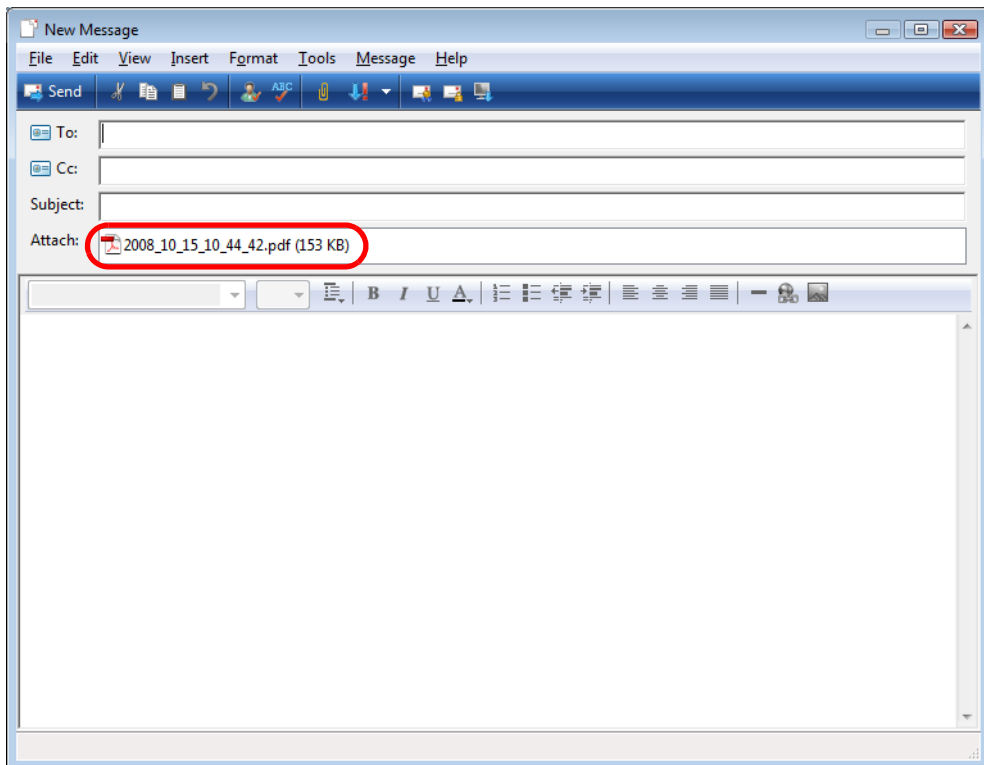 New Message
File Edit View Insert Format Tools Message Help
Send ABC
To:
Cc:
Subject:
Attach: 2008_10_15_10_44_42.pdf (153 KB)
B I U A